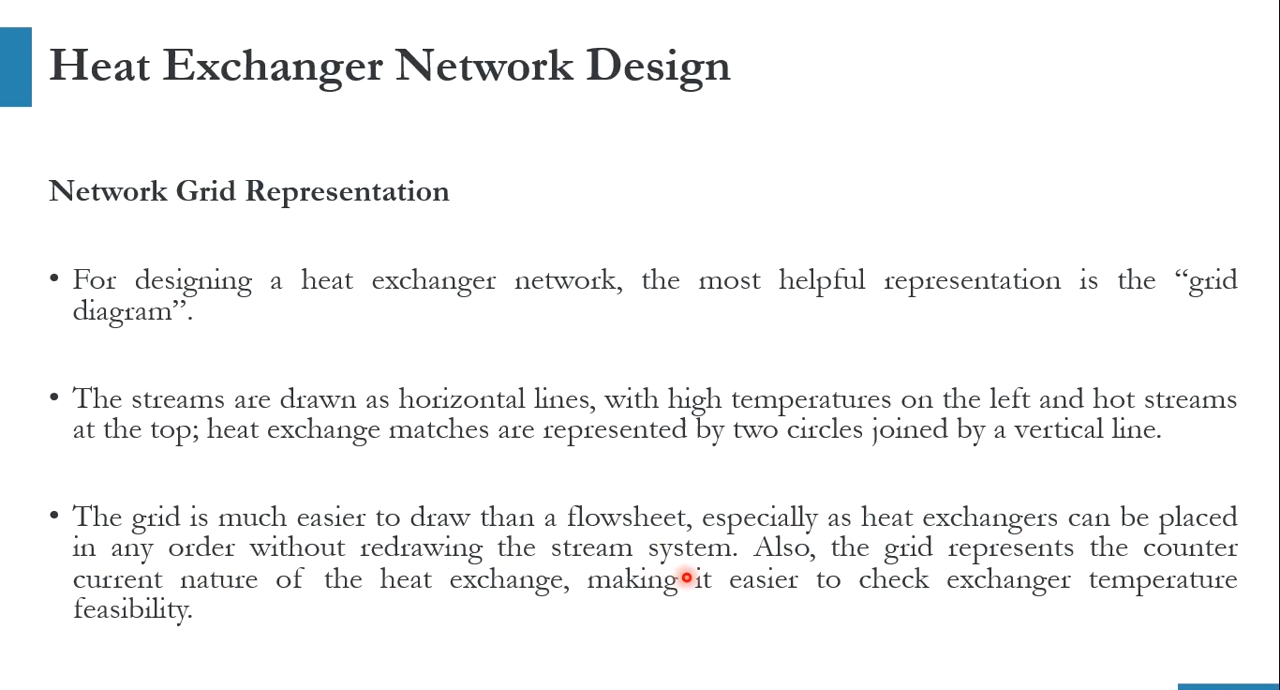 Heat Exchanger Network Design
Network Grid Representation
• For designing a heat exchanger network, the most helpful representation is the “grid
diagram”.
• The streams are drawn as horizontal lines, with high temperatures on the left and hot streams
at the top; heat exchange matches are represented by two circles joined by a vertical line.
• The grid is much easier to draw than a flowsheet, especially as heat exchangers can be placed
in any order without redrawing the stream system. Also, the grid represents the counter
current nature of the heat exchange, making it easier to check exchanger temperature
feasibility.